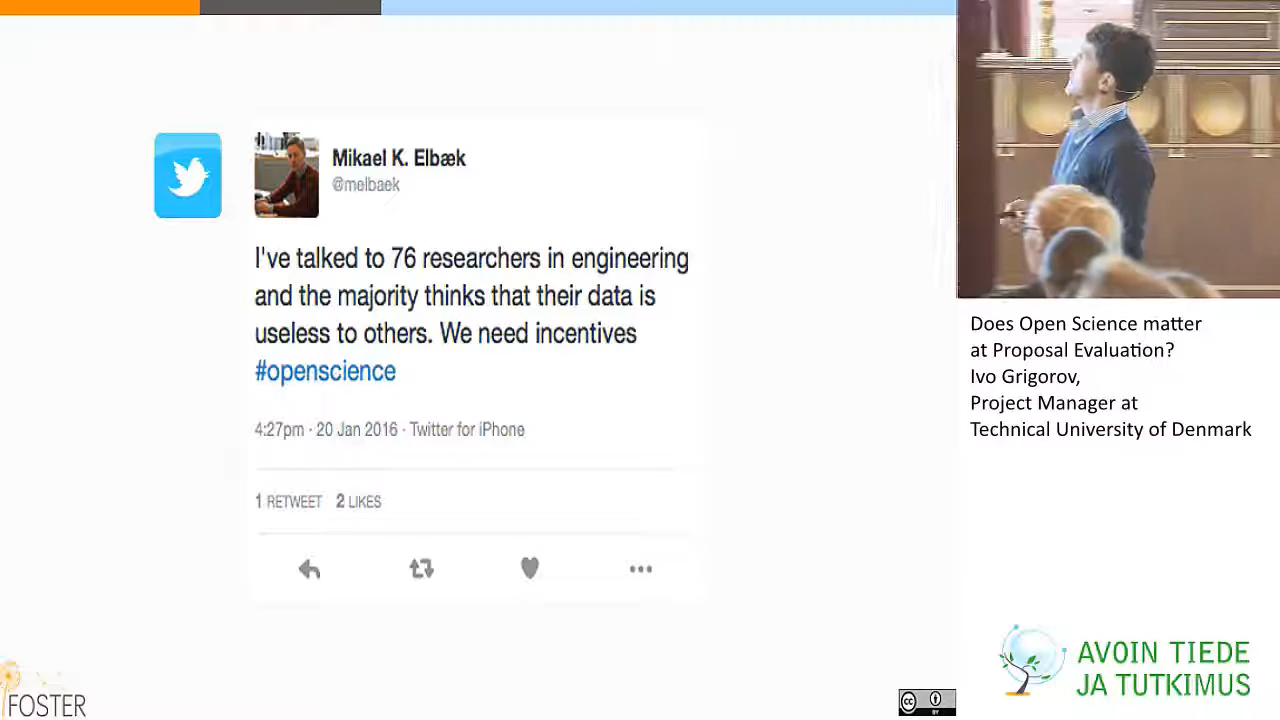 Mikael K. Elbæk
@melbaek
I've talked to 76 researchers in engineering
and the majority thinks that their data is
useless to others. We need incentives
#openscience
4:27pm · 20 Jan 2016 · Twitter for iPhone
1 RETWEET 2 LIKES
FOSTER
cc BY
Does Open Science matter
at Proposal Evaluation?
Ivo Grigorov,
Project Manager at
Technical University of Denmark
AVOIN TIEDE
JA TUTKIMUS